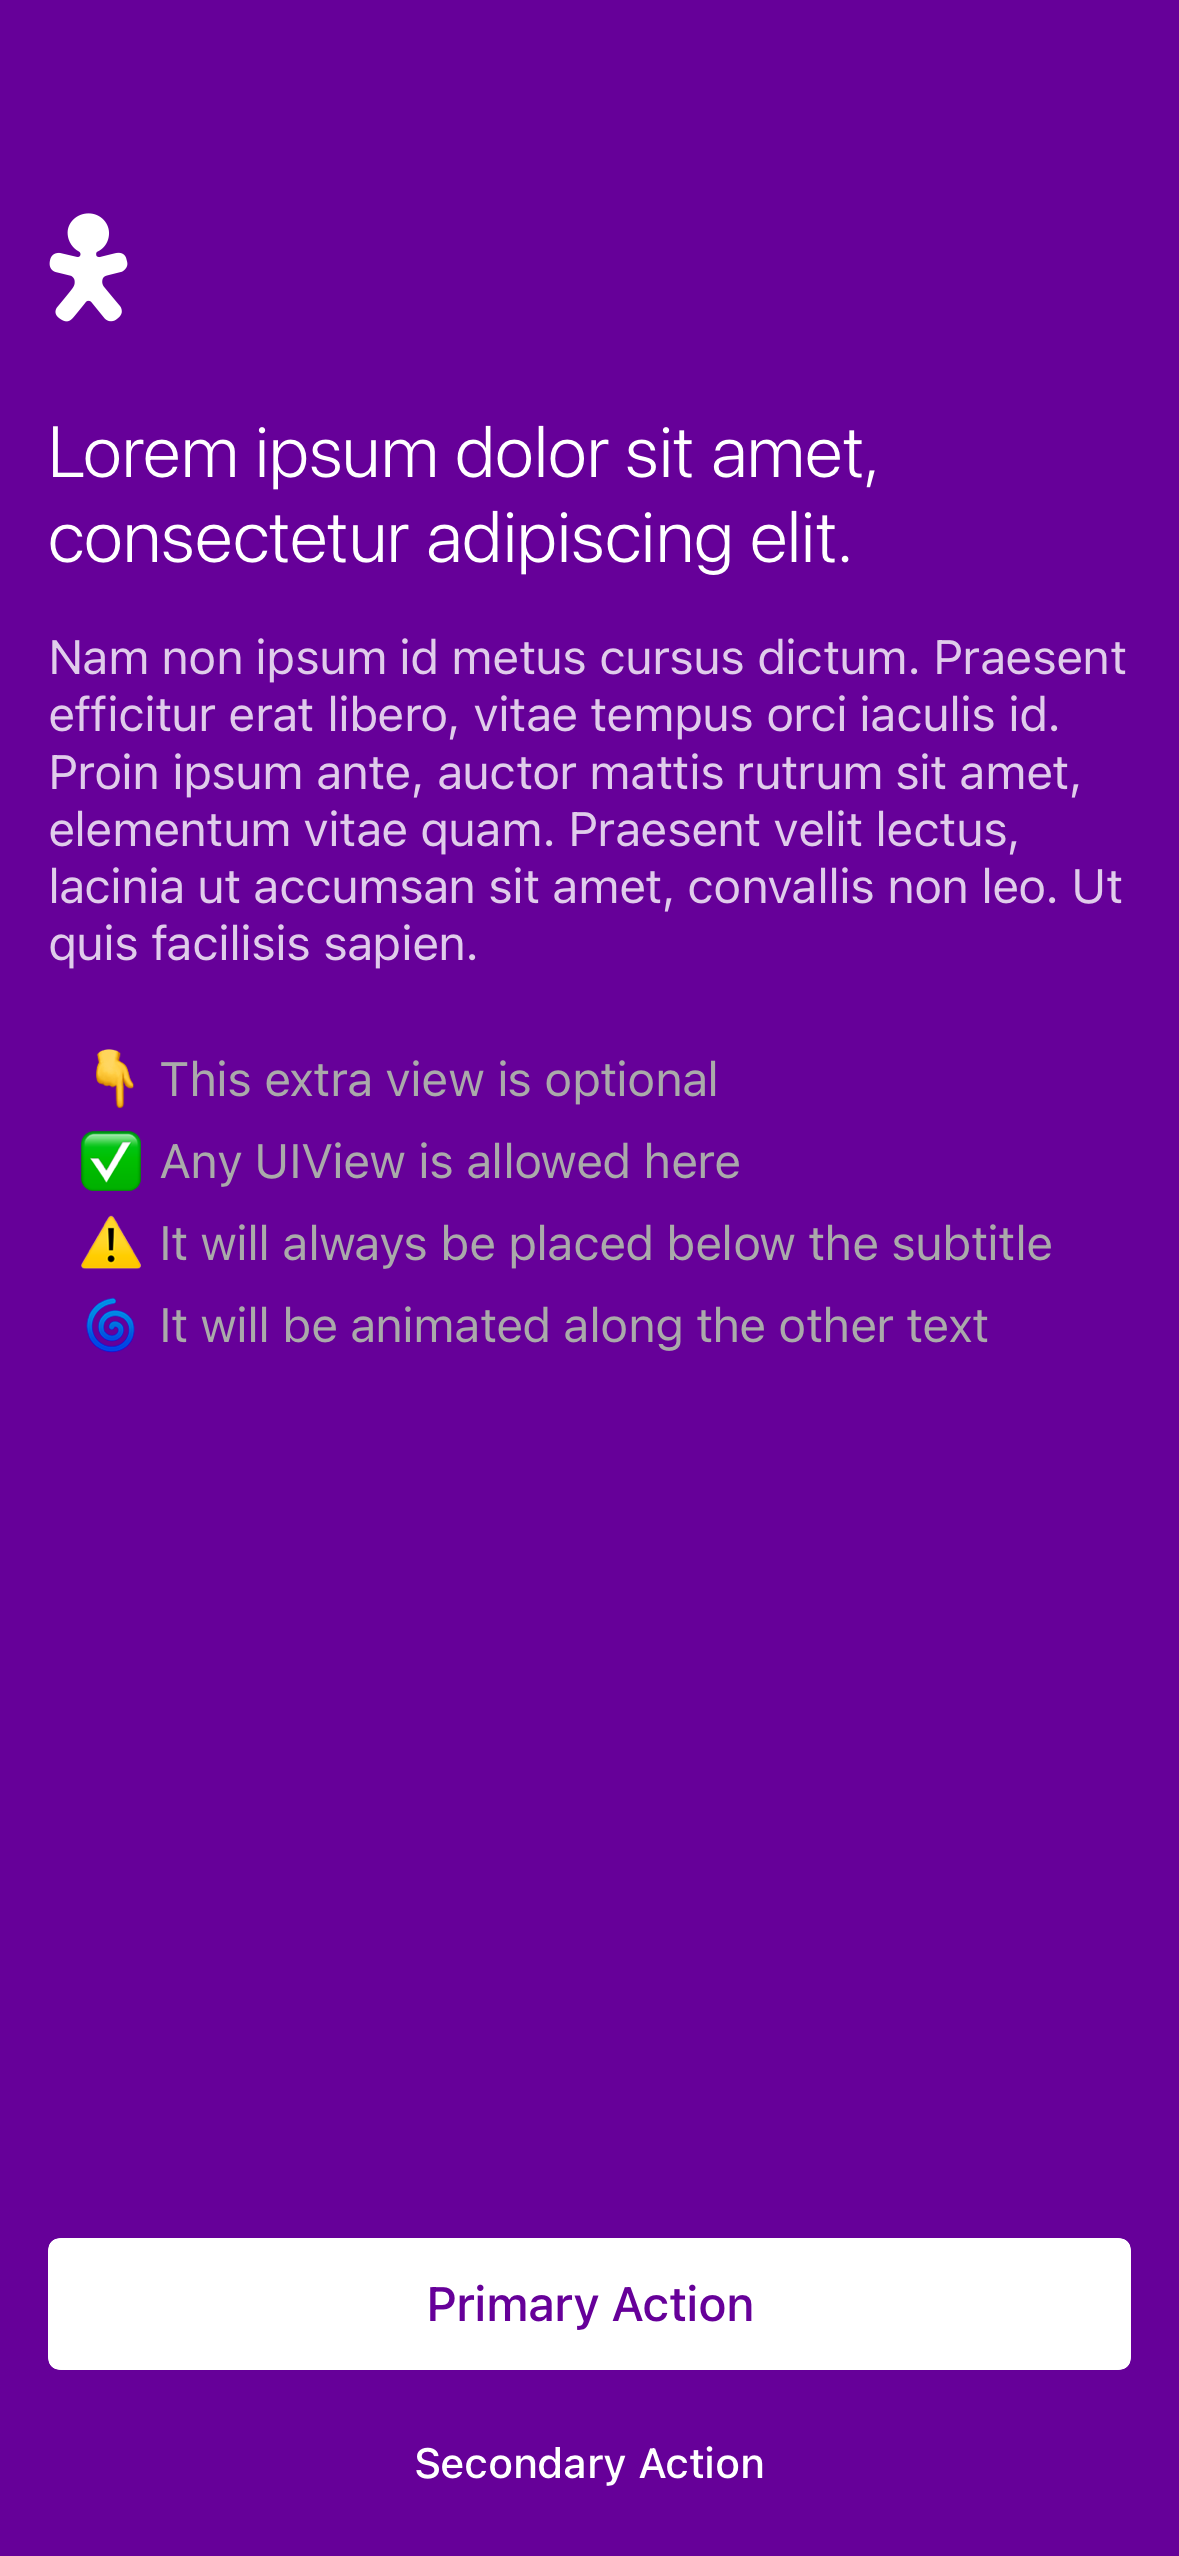 Lorem ipsum dolor sit amet,
consectetur adipiscing elit.
Nam non ipsum id metus cursus dictum. Praesent
efficitur erat libero, vitae tempus orci iaculis id.
Proin ipsum ante, auctor mattis rutrum sit amet,
elementum vitae quam. Praesent velit lectus,
lacinia ut accumsan sit amet, convallis non leo. Ut
quis facilisis sapien.
👇 This extra view is optional
✅ Any UIView is allowed here
⚠️ It will always be placed below the subtitle
🌀 It will be animated along the other text
Primary Action
Secondary Action